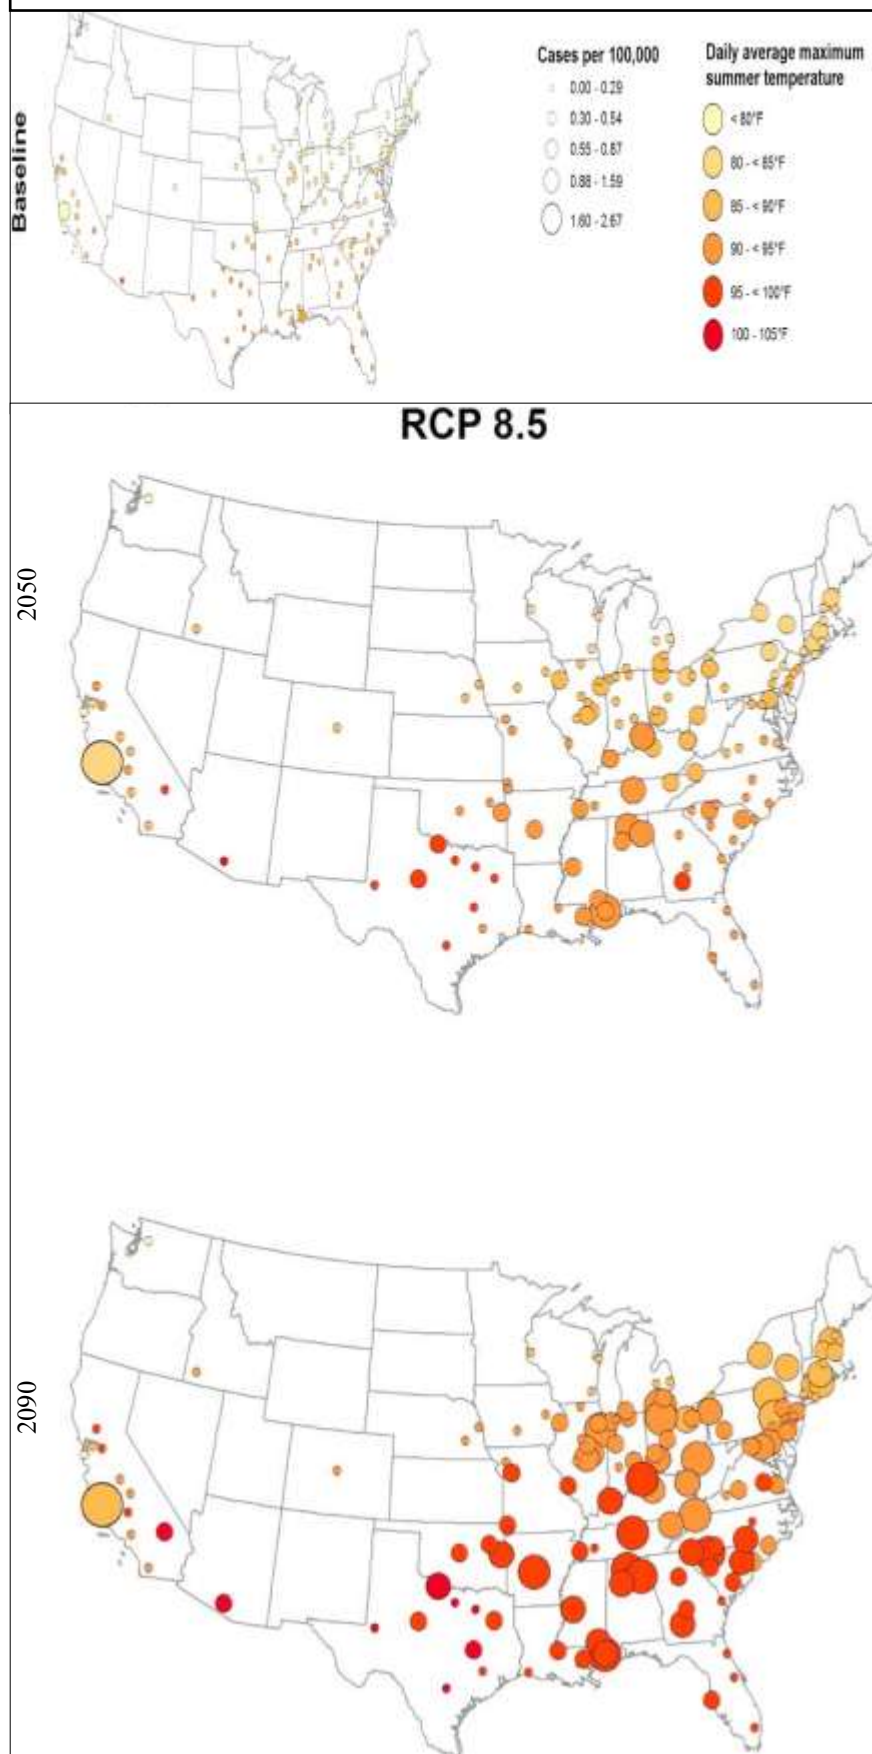 Baseline
Cases per 100,000
0.00 - 0.29
0.30 - 0.54
0.55 - 0.87
0.88 - 1.59
1.60 - 2.67
Daily average maximum
summer temperature
< 80°F
80 - < 85°F
85 - < 90°F
90 - < 95°F
95 - < 100°F
100 - 105°F
RCP 8.5
2050
2090